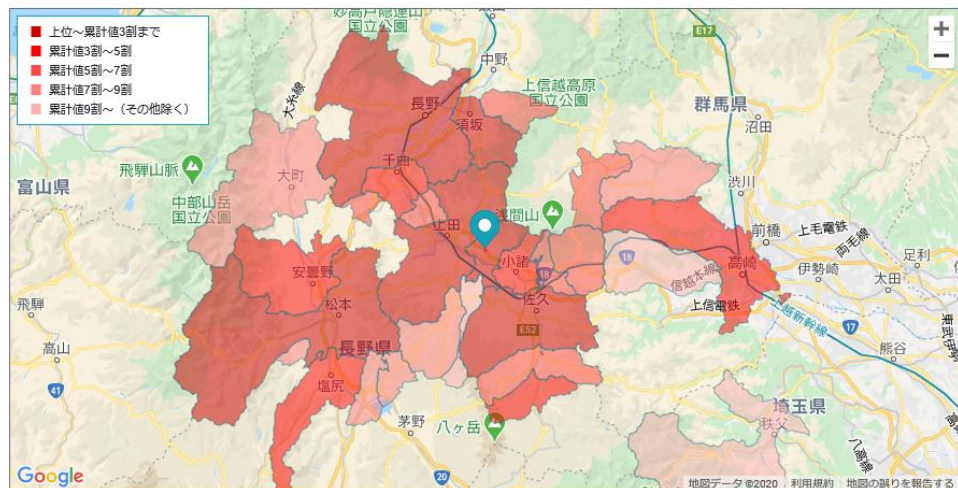 上位～累計値3割まで
累計値3割～5割
累計値5割～7割
累計値7割～9割
累計値9割～（その他除く）
妙高戸隠連山
国立公園
中野
大糸線
長野
須坂
上信越高原
国立公園
群馬県
沼田
E17
富山県
飛騨山脈
中部山岳
国立公園
大町
千曲
渋川
浅間山
上田
前橋
上毛電鉄
両毛線
足利
安曇野
小諸
18
18
信越本線
高崎
伊勢崎
太田
飛騨
松本
佐久
上信電鉄
上越新幹線
17
東武伊勢
高山
長野県
E52
熊谷
41
塩尻
茅野
八ヶ岳
埼玉県
秩父
八高線
20
Google
地図データ ©2020
利用規約
地図の誤りを報告する
+
−